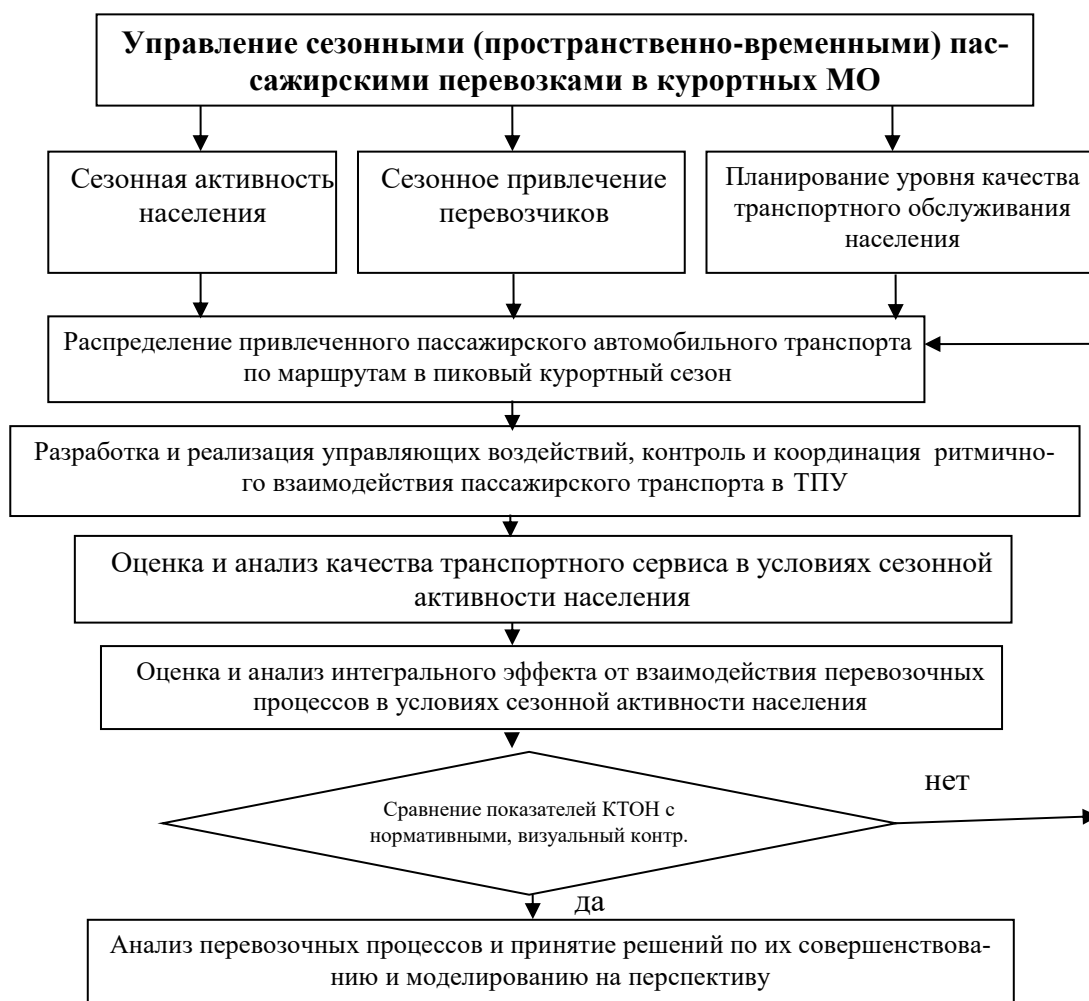 Управление сезонными (пространственно-временными) пас-
сажирскими перевозками в курортных МО
Сезонная активность
населения
Сезонное привлечение
перевозчиков
Планирование уровня качества
транспортного обслуживания
населения
Распределение привлеченного пассажирского автомобильного транспорта
по маршрутам в пиковый курортный сезон
Разработка и реализация управляющих воздействий, контроль и координация ритмично-
го взаимодействия пассажирского транспорта в ТПУ
Оценка и анализ качества транспортного сервиса в условиях сезонной
активности населения
Оценка и анализ интегрального эффекта от взаимодействия перевозочных
процессов в условиях сезонной активности населения
Сравнение показателей КТОН с
нормативными, визуальный контр.
нет
да
Анализ перевозочных процессов и принятие решений по их совершенствова-
нию и моделированию на перспективу